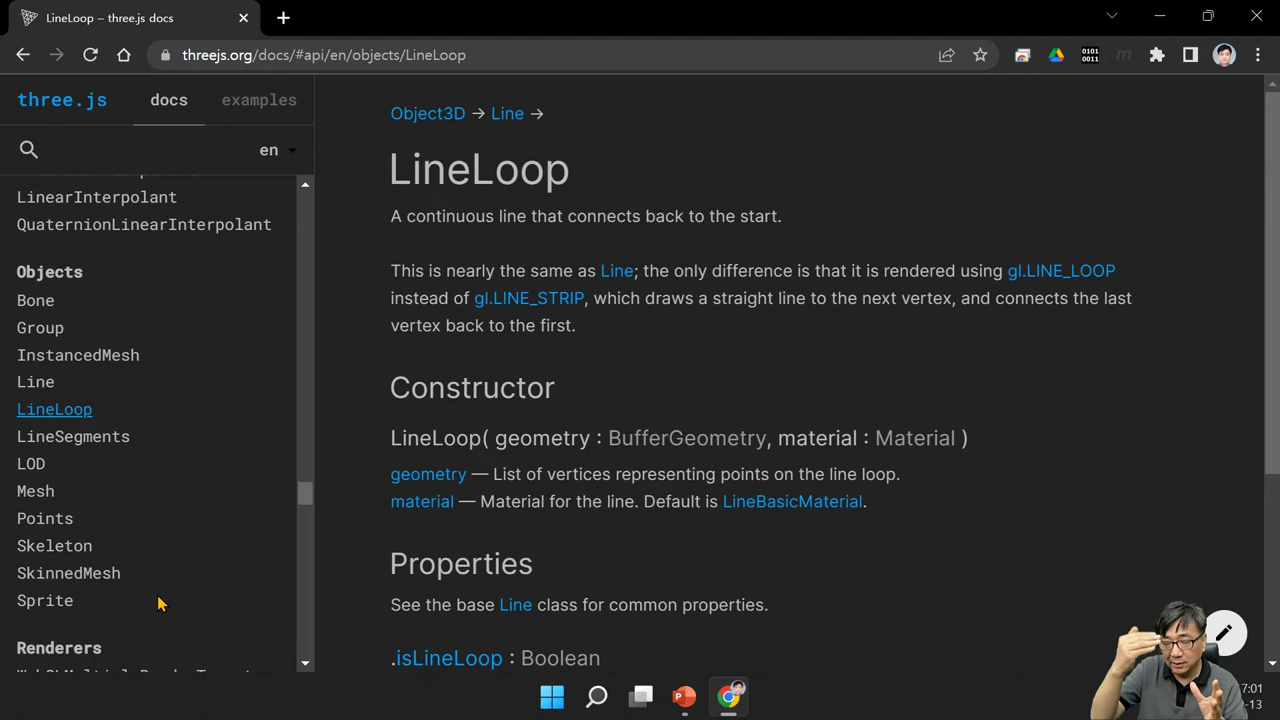 LineLoop – three.js docs
threejs.org/docs/#api/en/objects/LineLoop
0101
0011
three.js docs examples
en
LinearInterpolant
QuaternionLinearInterpolant
Objects
Bone
Group
InstancedMesh
Line
LineLoop
LineSegments
LOD
Mesh
Points
Skeleton
SkinnedMesh
Sprite
Renderers
Object3D → Line →
LineLoop
A continuous line that connects back to the start.
This is nearly the same as Line; the only difference is that it is rendered using gl.LINE_LOOP
instead of gl.LINE_STRIP, which draws a straight line to the next vertex, and connects the last
vertex back to the first.
Constructor
LineLoop( geometry : BufferGeometry, material : Material )
geometry — List of vertices representing points on the line loop.
material — Material for the line. Default is LineBasicMaterial.
Properties
See the base Line class for common properties.
.isLineLoop : Boolean
7:01
-13